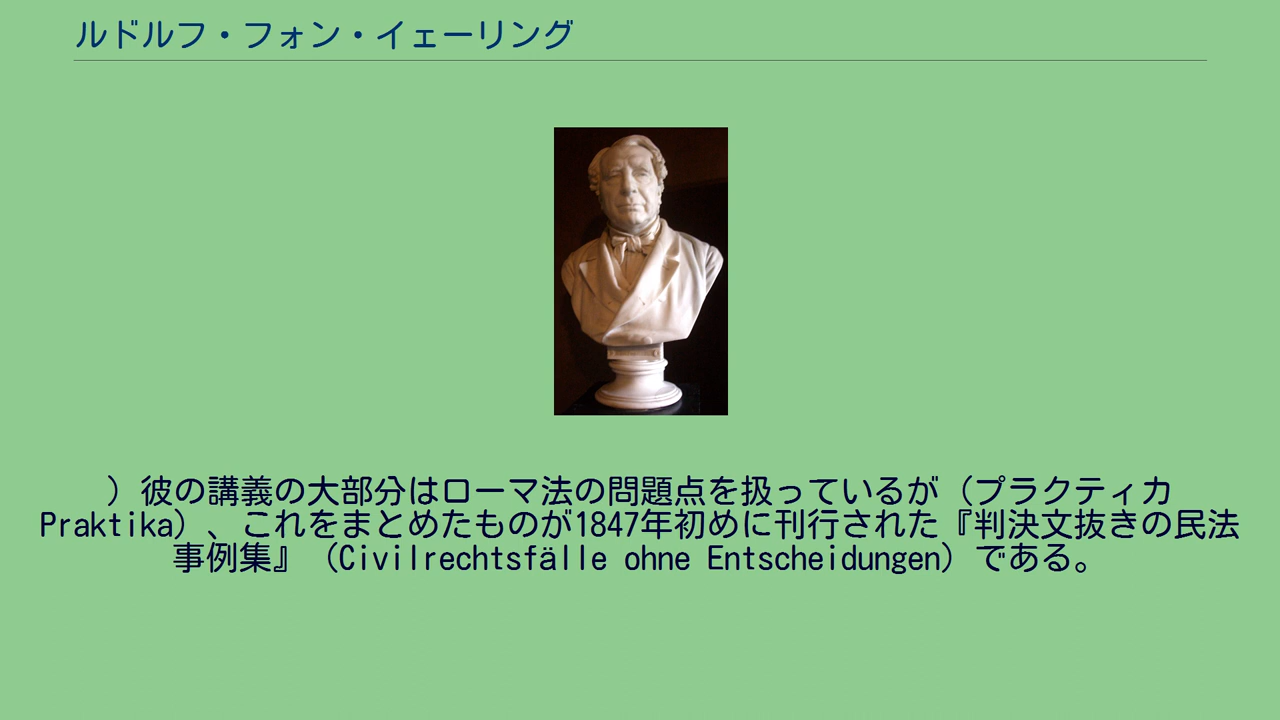 ルドルフ・フォン・イェーリング
）彼の講義の大部分はローマ法の問題点を扱っているが（プラクティカ
Praktika）、これをまとめたものが1847年初めに刊行された『判決文抜きの民法
事例集』（Civilrechtsfälle ohne Entscheidungen）である。